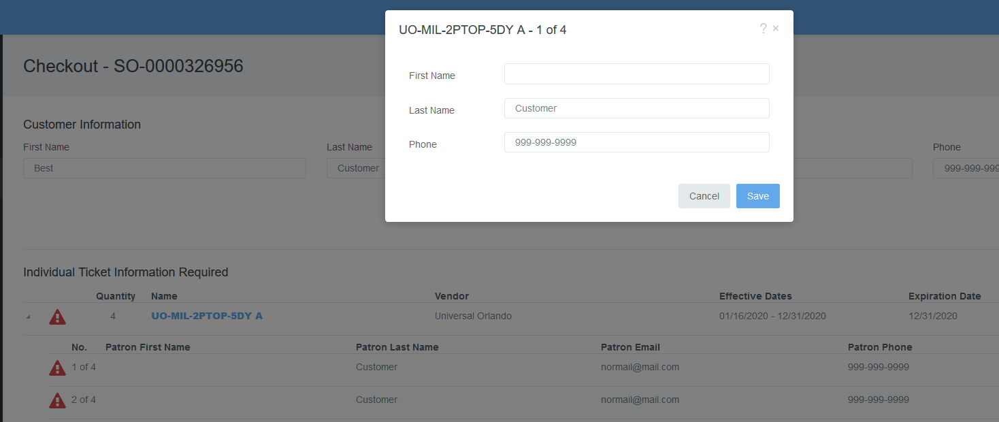 UO-MIL-2PTOP-5DY A - 1 of 4 ? ×
First Name
Last Name Customer
Phone 999-999-9999
Cancel Save
Checkout - SO-0000326956
Customer Information
First Name Last Name Phone
Best Customer 999-999-999
Individual Ticket Information Required
Quantity Name Vendor Effective Dates Expiration Date
4 UO-MIL-2PTOP-5DY A Universal Orlando 01/16/2020 - 12/31/2020 12/31/2020
No. Patron First Name Patron Last Name Patron Email Patron Phone
1 of 4 Customer normail@mail.com 999-999-9999
2 of 4 Customer normail@mail.com 999-999-9999